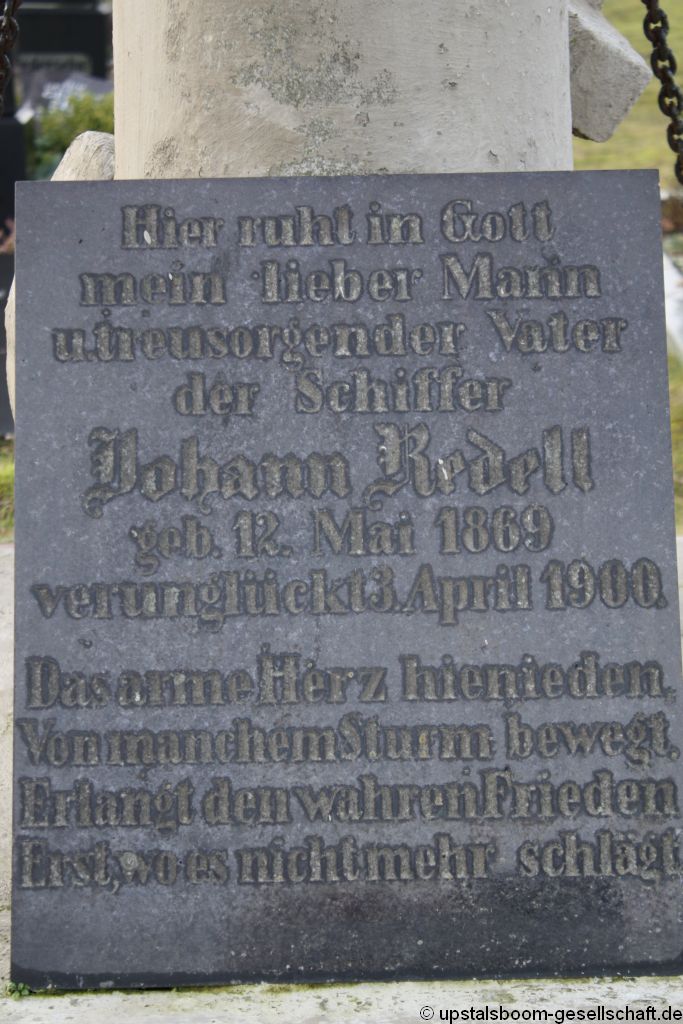 Hier ruht in Gott
mein lieber Mann
u. treusorgender Vater
der Schiffer
Johann Redell
geb. 12. Mai 1869
verunglückt 3. April 1900.
Das arme Herz hienieden,
Von manchem Sturm bewegt,
Erlangt den wahren Frieden
Erst, wo es nicht mehr schlägt.
© upstalsboom-gesellschaft.de